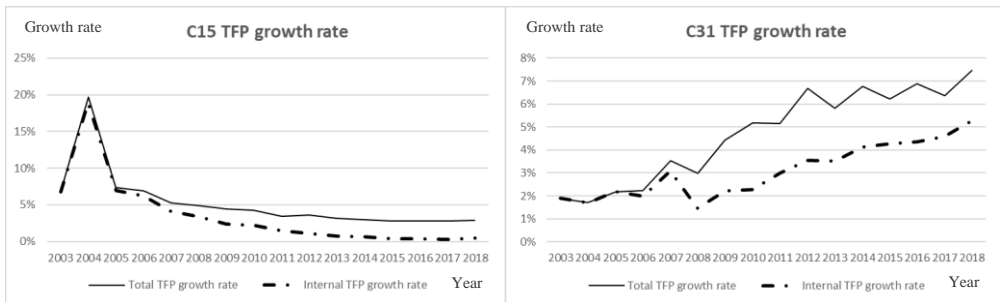 Growth rate
C15 TFP growth rate
25%
20%
15%
10%
5%
0%
2003 2004 2005 2006 2007 2008 2009 2010 2011 2012 2013 2014 2015 2016 2017 2018
Total TFP growth rate Internal TFP growth rate Year
Growth rate
C31 TFP growth rate
8%
7%
6%
5%
4%
3%
2%
1%
0%
2003 2004 2005 2006 2007 2008 2009 2010 2011 2012 2013 2014 2015 2016 2017 2018
Total TFP growth rate Internal TFP growth rate Year